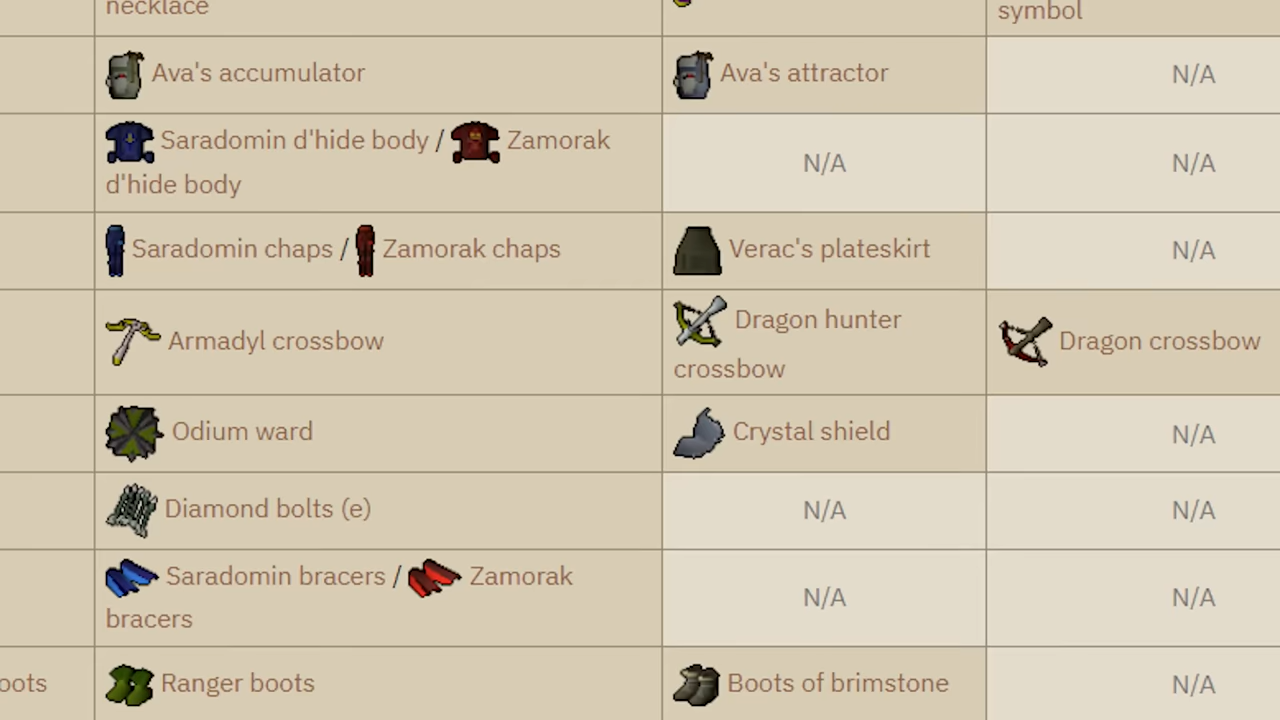 necklace
symbol
Ava's accumulator
Ava's attractor
N/A
Saradomin d'hide body / Zamorak
d'hide body
N/A
N/A
Saradomin chaps / Zamorak chaps
Verac's plateskirt
N/A
Armadyl crossbow
Dragon hunter
crossbow
Dragon crossbow
Odium ward
Crystal shield
N/A
Diamond bolts (e)
N/A
N/A
Saradomin bracers / Zamorak
bracers
N/A
N/A
oots
Ranger boots
Boots of brimstone
N/A